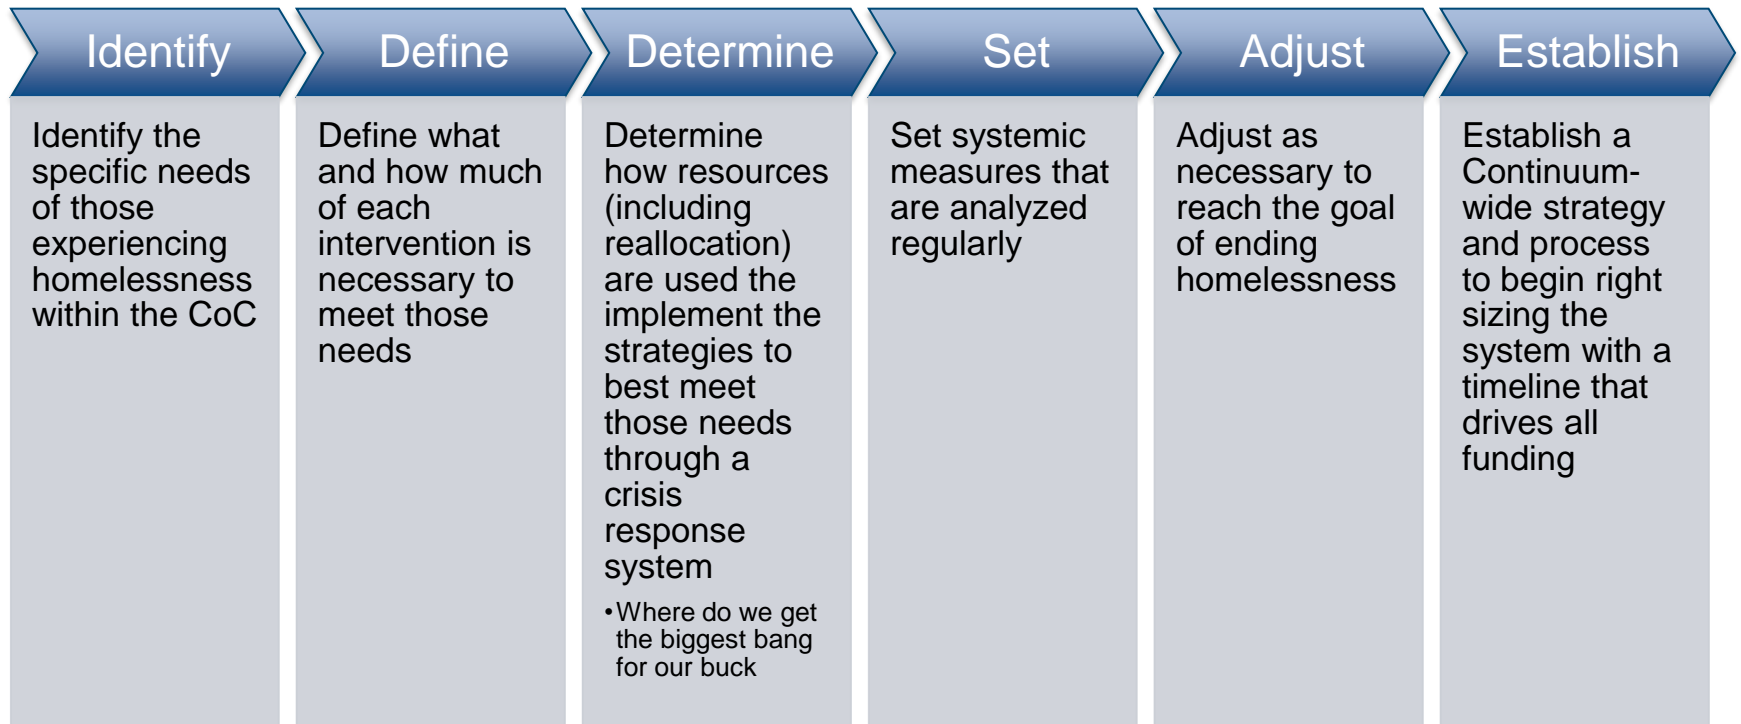 Identify
Identify the
specific needs
of those
experiencing
homelessness
within the CoC
Define
Define what
and how much
of each
intervention is
necessary to
meet those
needs
Determine
Determine
how resources
(including
reallocation)
are used the
implement the
strategies to
best meet
those needs
through a
crisis
response
system
•Where do we get
the biggest bang
for our buck
Set
Set systemic
measures that
are analyzed
regularly
Adjust
Adjust as
necessary to
reach the goal
of ending
homelessness
Establish
Establish a
Continuum-
wide strategy
and process
to begin right
sizing the
system with a
timeline that
drives all
funding